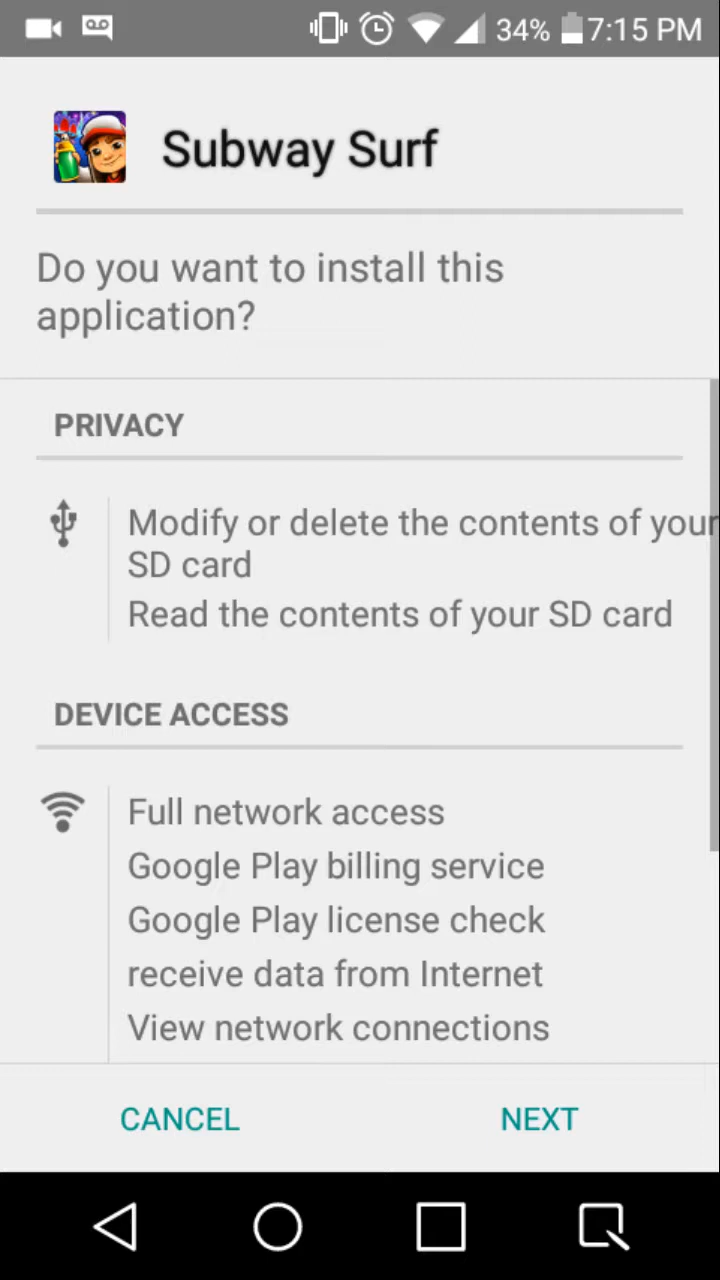 34% 7:15 PM
Subway Surf
Do you want to install this
application?
PRIVACY
Modify or delete the contents of your
SD card
Read the contents of your SD card
DEVICE ACCESS
Full network access
Google Play billing service
Google Play license check
receive data from Internet
View network connections
CANCEL NEXT